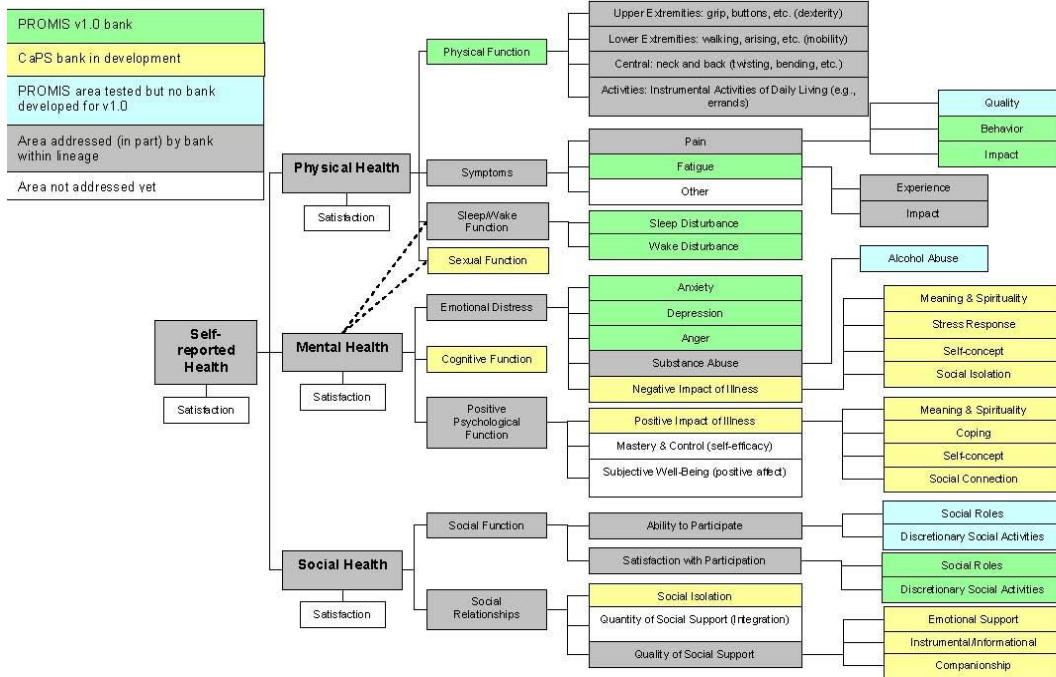 PROMIS v1.0 bank
CaPS bank in development
PROMIS area tested but no bank
developed for v1.0
Area addressed (in part) by bank
within lineage
Area not addressed yet
Self-
reported
Health
Satisfaction
Physical Health
Satisfaction
Physical Function
Upper Extremities: grip, buttons, etc. (dexterity)
Lower Extremities: walking, arising, etc. (mobility)
Central: neck and back (twisting, bending, etc.)
Activities: Instrumental Activities of Daily Living (e.g.,
errands)
Symptoms
Pain
Quality
Behavior
Impact
Fatigue
Experience
Impact
Other
Sleep/Wake
Function
Sleep Disturbance
Wake Disturbance
Sexual Function
Mental Health
Satisfaction
Emotional Distress
Anxiety
Depression
Anger
Substance Abuse
Alcohol Abuse
Negative Impact of Illness
Meaning & Spirituality
Stress Response
Self-concept
Social Isolation
Cognitive Function
Positive
Psychological
Function
Positive Impact of Illness
Meaning & Spirituality
Coping
Self-concept
Social Connection
Mastery & Control (self-efficacy)
Subjective Well-Being (positive affect)
Social Health
Satisfaction
Social Function
Ability to Participate
Social Roles
Discretionary Social Activities
Satisfaction with Participation
Social Roles
Discretionary Social Activities
Social
Relationships
Social Isolation
Quantity of Social Support (Integration)
Quality of Social Support
Emotional Support
Instrumental/Informational
Companionship